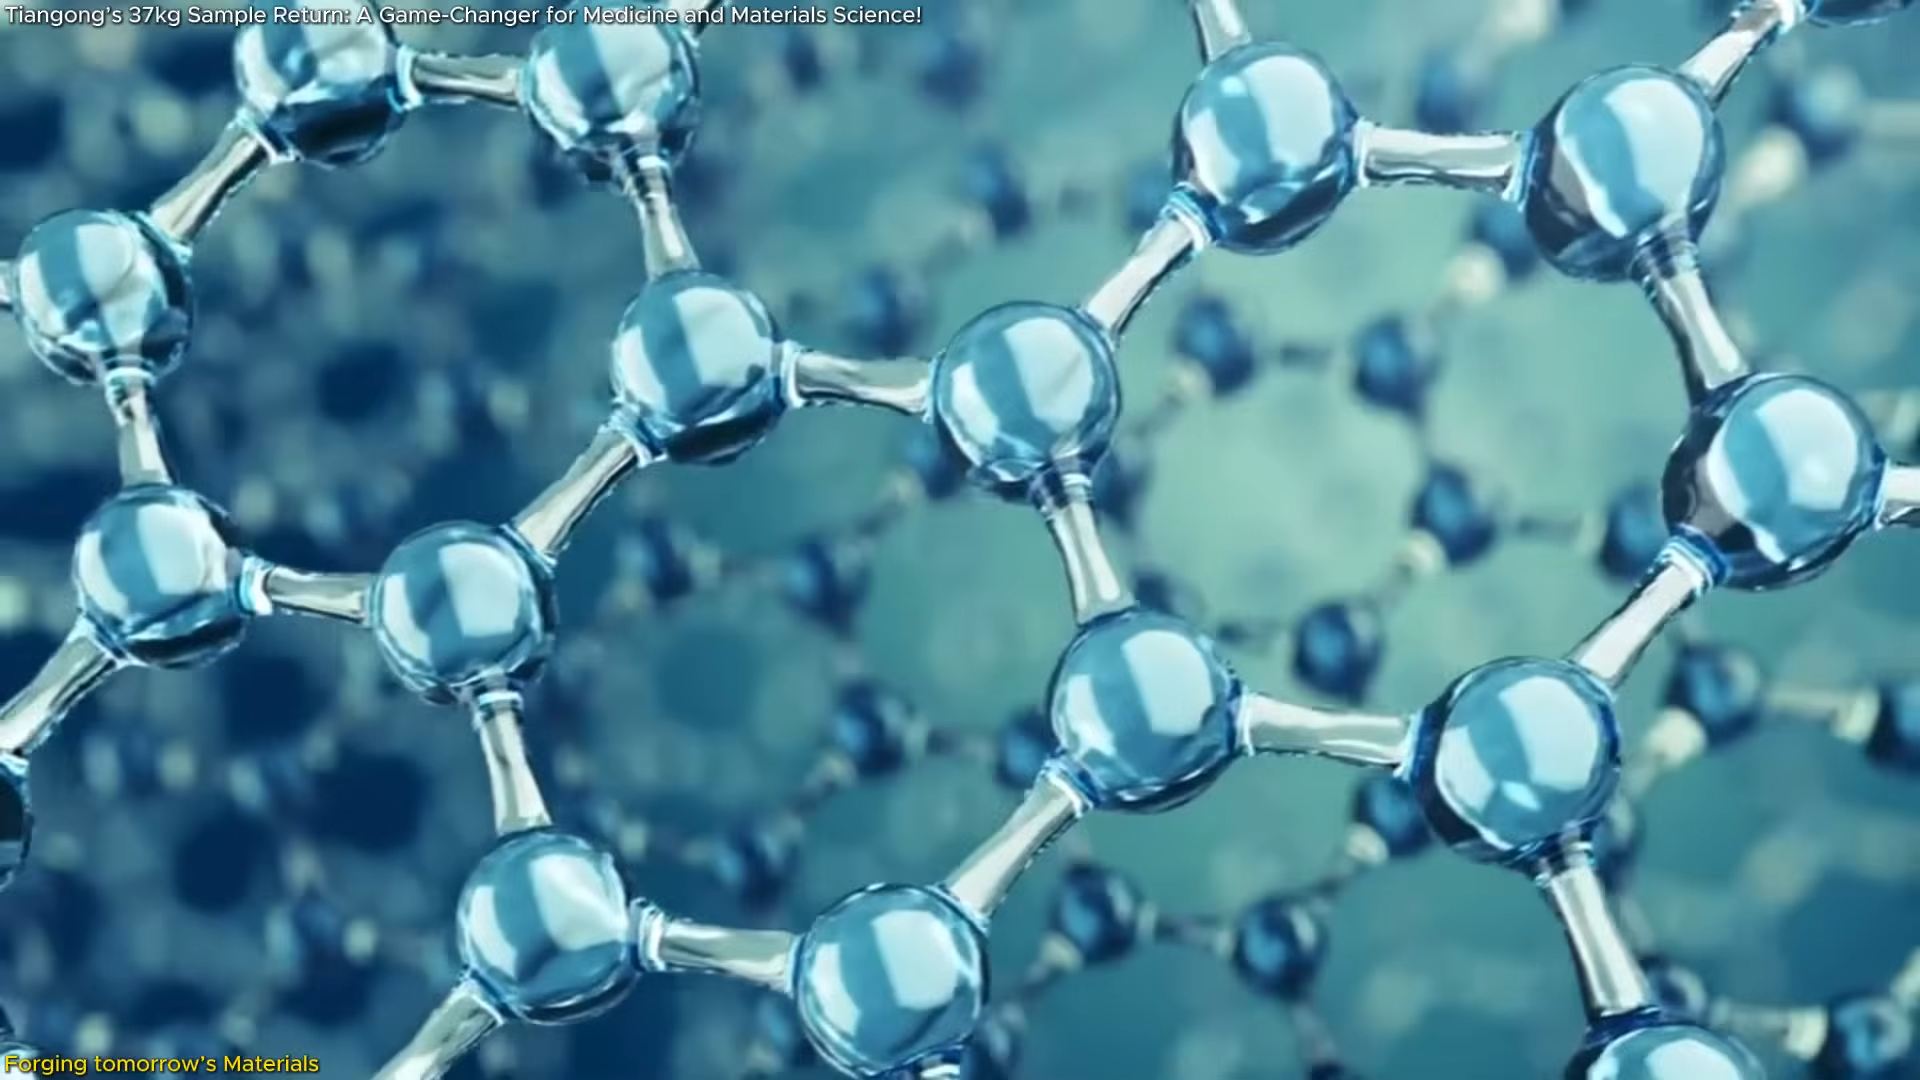 Tiangong’s 37kg Sample Return: A Game-Changer for Medicine and Materials Science!
Forging tomorrow’s Materials